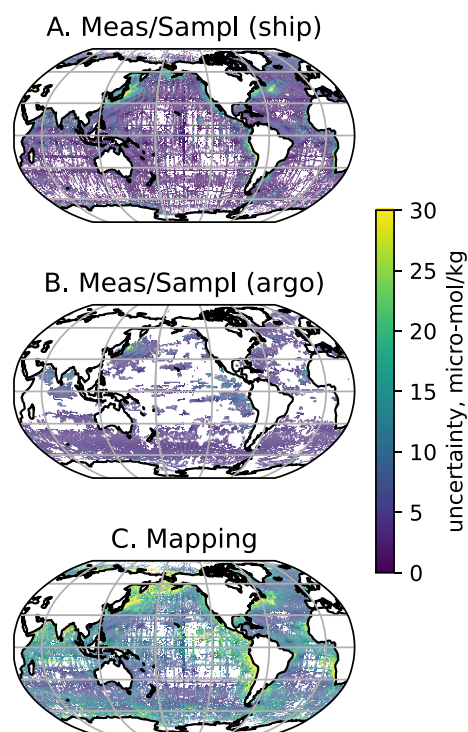 A. Meas/Sampl (ship)
B. Meas/Sampl (argo)
C. Mapping
30
25
20
15
10
5
0
uncertainty, micro-mol/kg